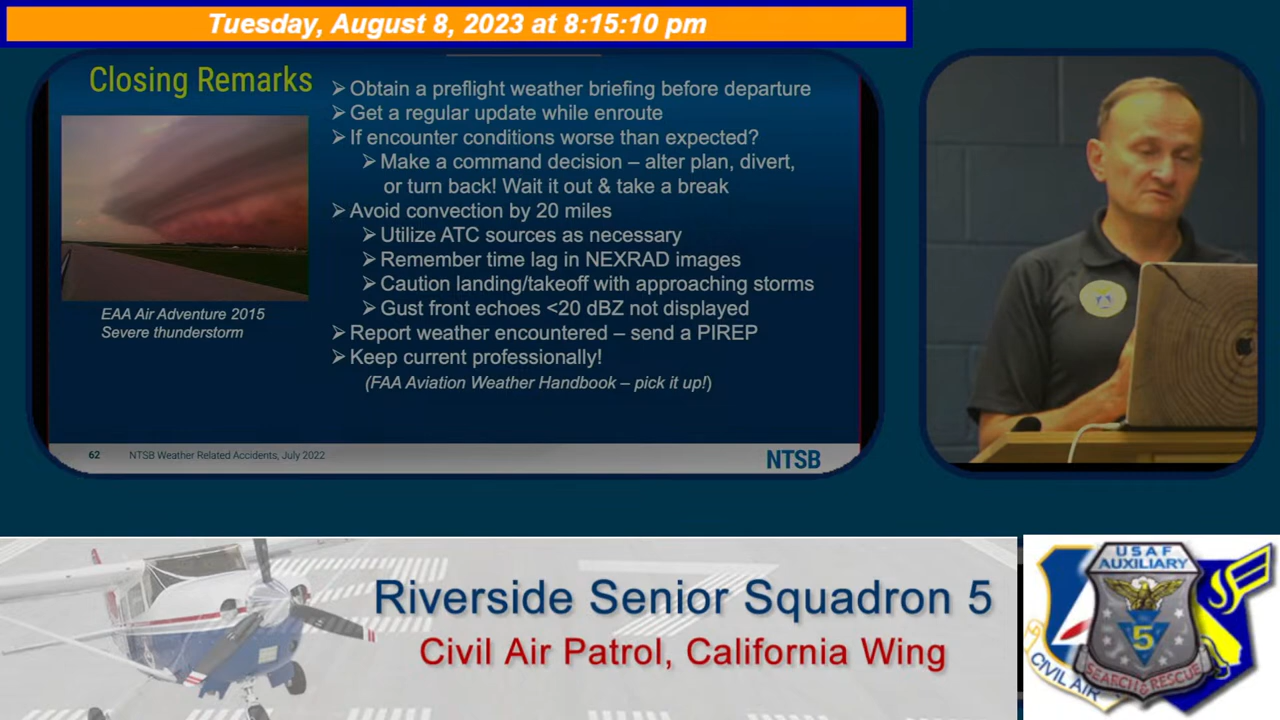 Tuesday, August 8, 2023 at 8:15:10 pm
Closing Remarks
➢ Obtain a preflight weather briefing before departure
➢ Get a regular update while enroute
➢ If encounter conditions worse than expected?
➢ Make a command decision – alter plan, divert,
or turn back! Wait it out & take a break
➢ Avoid convection by 20 miles
➢ Utilize ATC sources as necessary
➢ Remember time lag in NEXRAD images
➢ Caution landing/takeoff with approaching storms
➢ Gust front echoes <20 dBZ not displayed
➢ Report weather encountered – send a PIREP
➢ Keep current professionally!
(FAA Aviation Weather Handbook – pick it up!)
EAA Air Adventure 2015
Severe thunderstorm
62 NTSB Weather Related Accidents, July 2022
NTSB
Riverside Senior Squadron 5
Civil Air Patrol, California Wing
USAF
AUXILIARY
5
SEARCH & RESCUE
CIVIL AIR